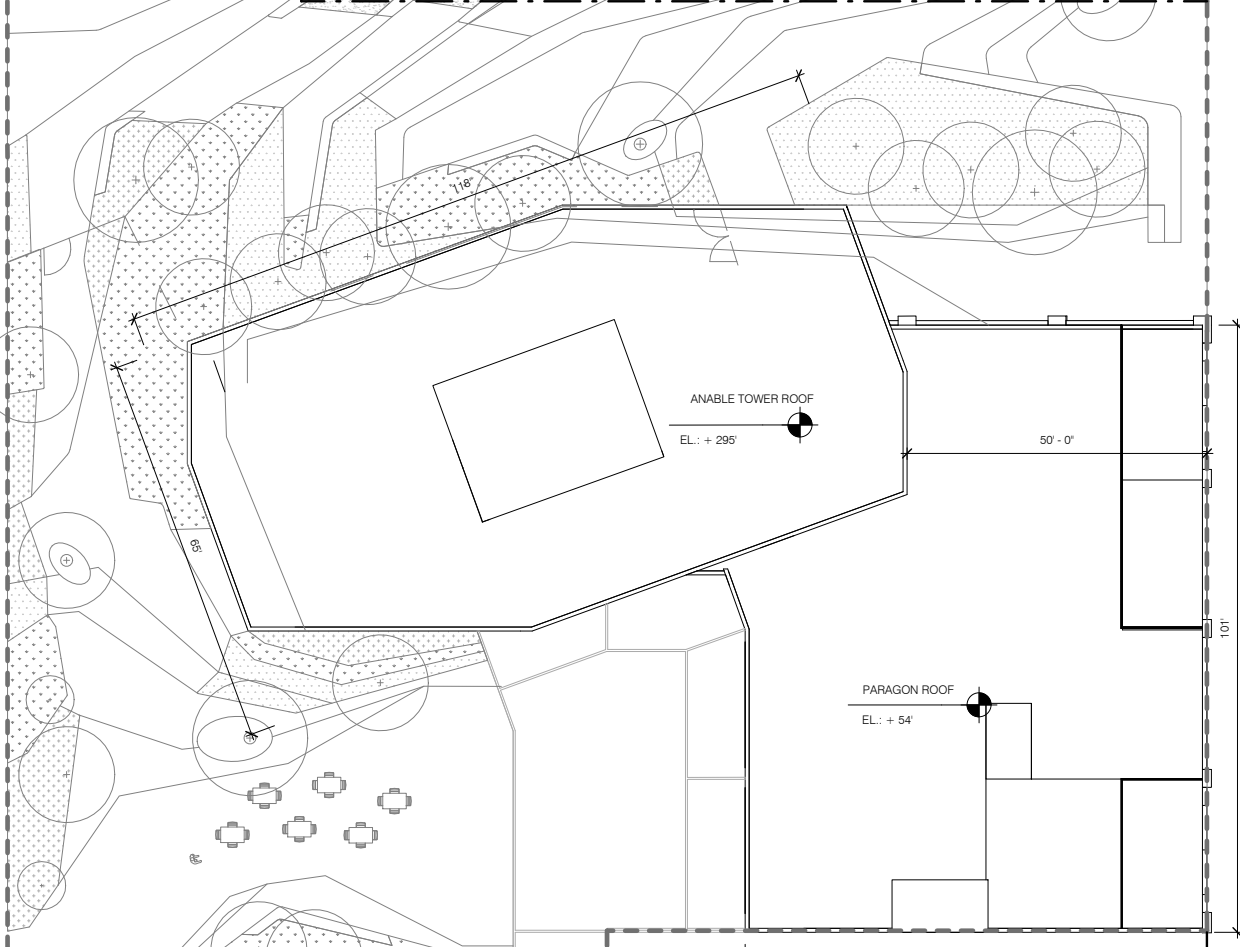 118'
ANABLE TOWER ROOF
EL.: + 295'
50' - 0"
65'
101'
PARAGON ROOF
EL.: + 54'